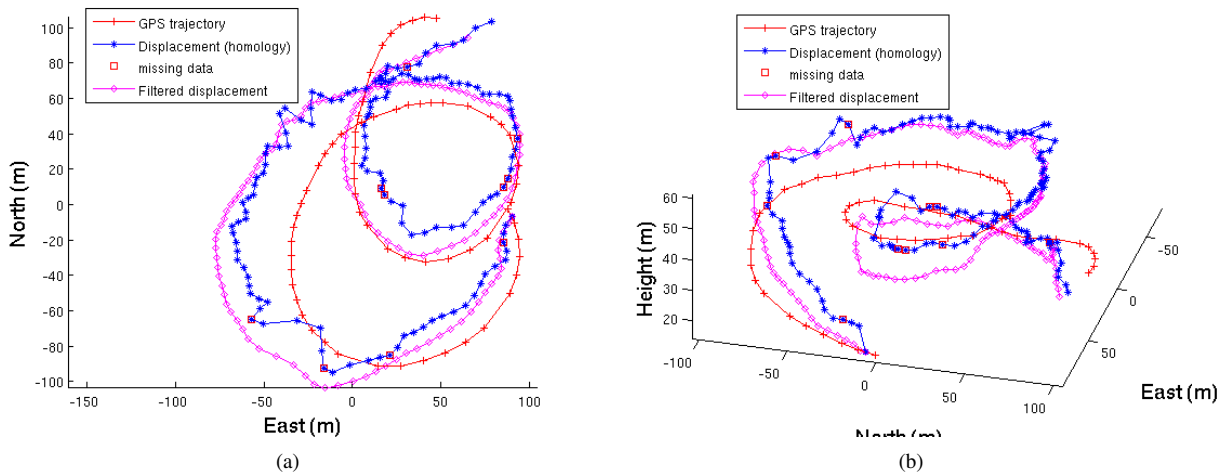 GPS trajectory
Displacement (homology)
missing data
Filtered displacement
100
80
60
40
20
0
-20
-40
-60
-80
-100
-150
-100
-50
0
50
100
North (m)
East (m)
(a)
GPS trajectory
Displacement (homology)
missing data
Filtered displacement
60
50
40
30
20
Height (m)
-100
-50
0
50
100
-50
0
50
East (m)
North (m)
(b)